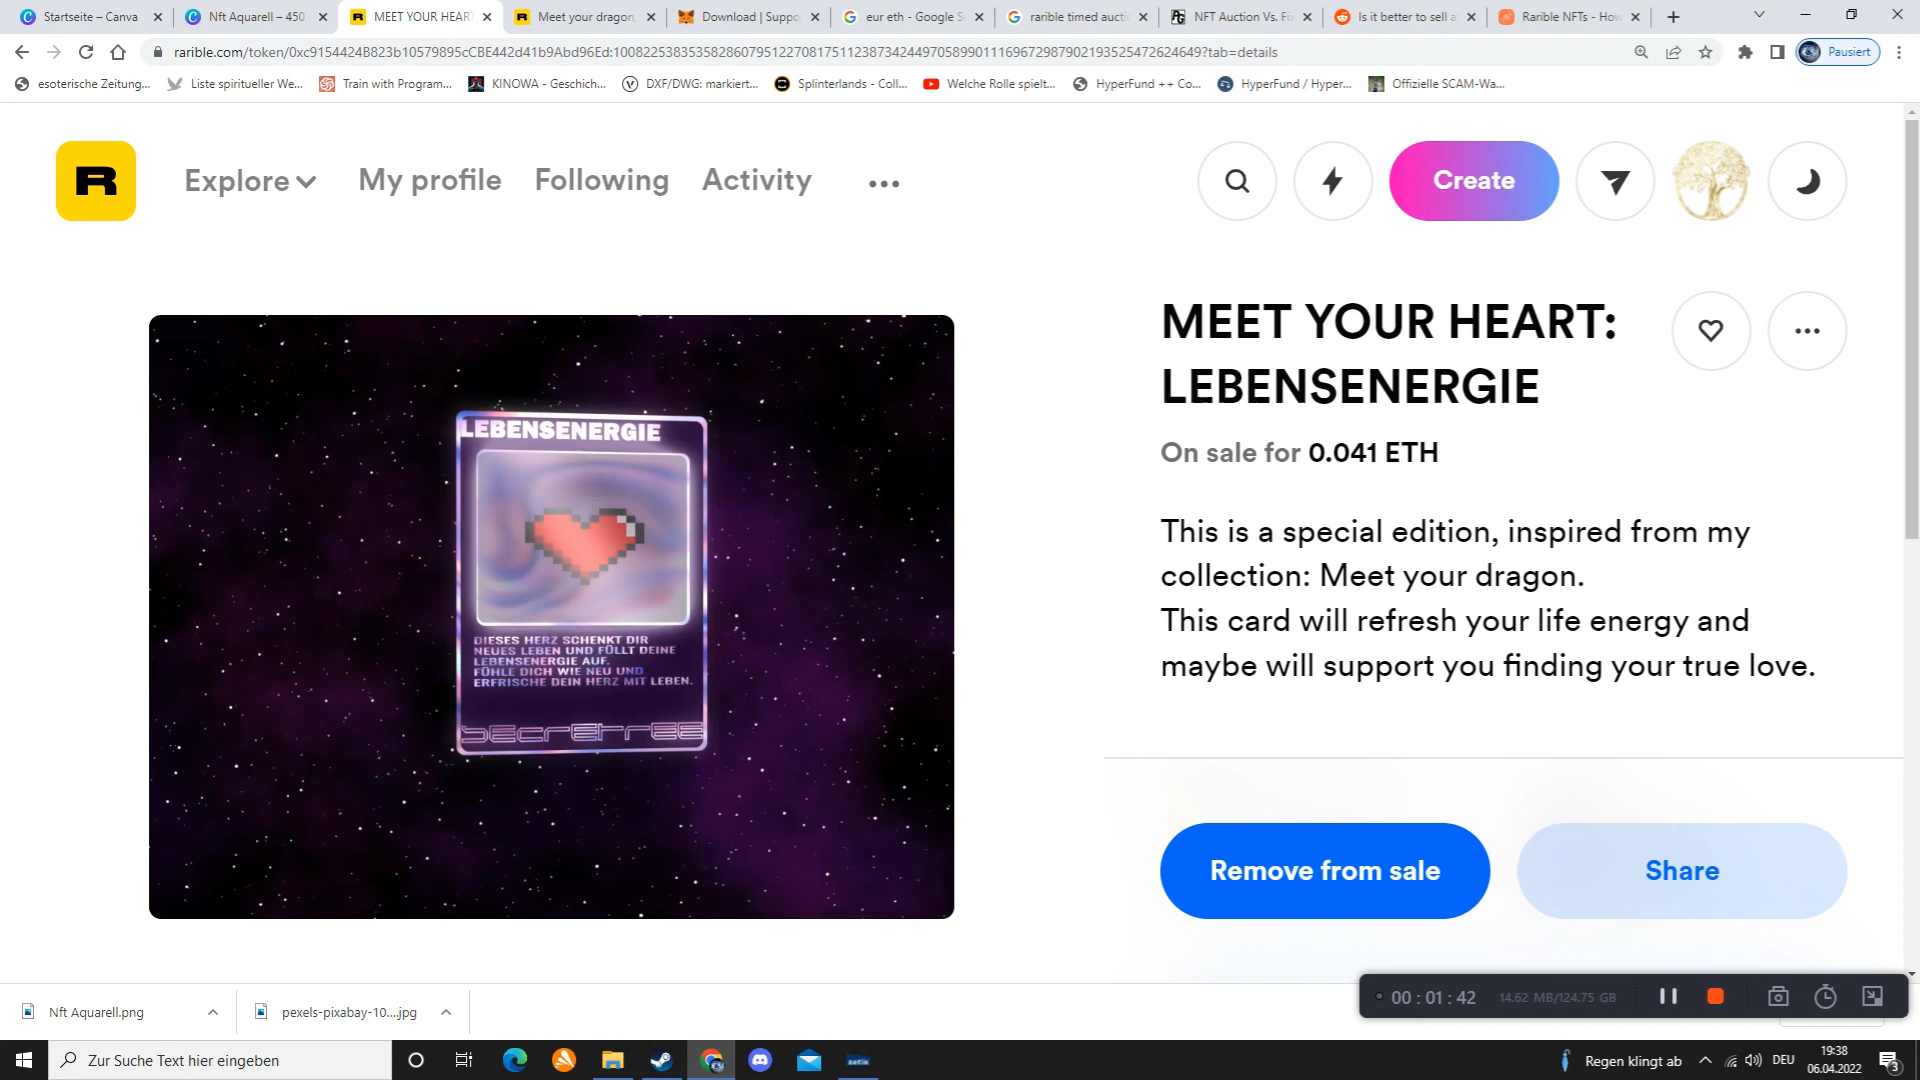 Startseite – Canva
Nft Aquarell – 450
MEET YOUR HEAR
Meet your dragon
Download | Suppo
eur eth - Google S
rarible timed aucti
NFT Auction Vs. Fi
Is it better to sell a
Rarible NFTs - How
rarible.com/token/0xc9154424B823b10579895cCBE442d41b9Abd96Ed:100822538353582860795122708175112387342449705899011169672987902193525472624649?tab=details
Pausiert
esoterische Zeitung...
Liste spiritueller We...
Train with Program...
KINOWA - Geschich...
DXF/DWG: markiert...
Splinterlands - Coll...
Welche Rolle spielt...
HyperFund ++ Co...
HyperFund / Hyper...
Offizielle SCAM-Wa...
R
Explore
My profile
Following
Activity
Create
MEET YOUR HEART:
LEBENSENERGIE
On sale for 0.041 ETH
This is a special edition, inspired from my
collection: Meet your dragon.
This card will refresh your life energy and
maybe will support you finding your true love.
LEBENSENERGIE
DIESES HERZ SCHENKT DIR
NEUES LEBEN UND FÜLLT DEINE
LEBENSENERGIE AUF.
FÜHLE DICH WIE NEU UND
ERFRISCHE DEIN HERZ MIT LEBEN.
SECRETREE
Remove from sale
Share
Nft Aquarell.png
pexels-pixabay-10....jpg
00 : 01 : 42
14.62 MB/124.75 GB
Zur Suche Text hier eingeben
Regen klingt ab
DEU
19:38
06.04.2022
3